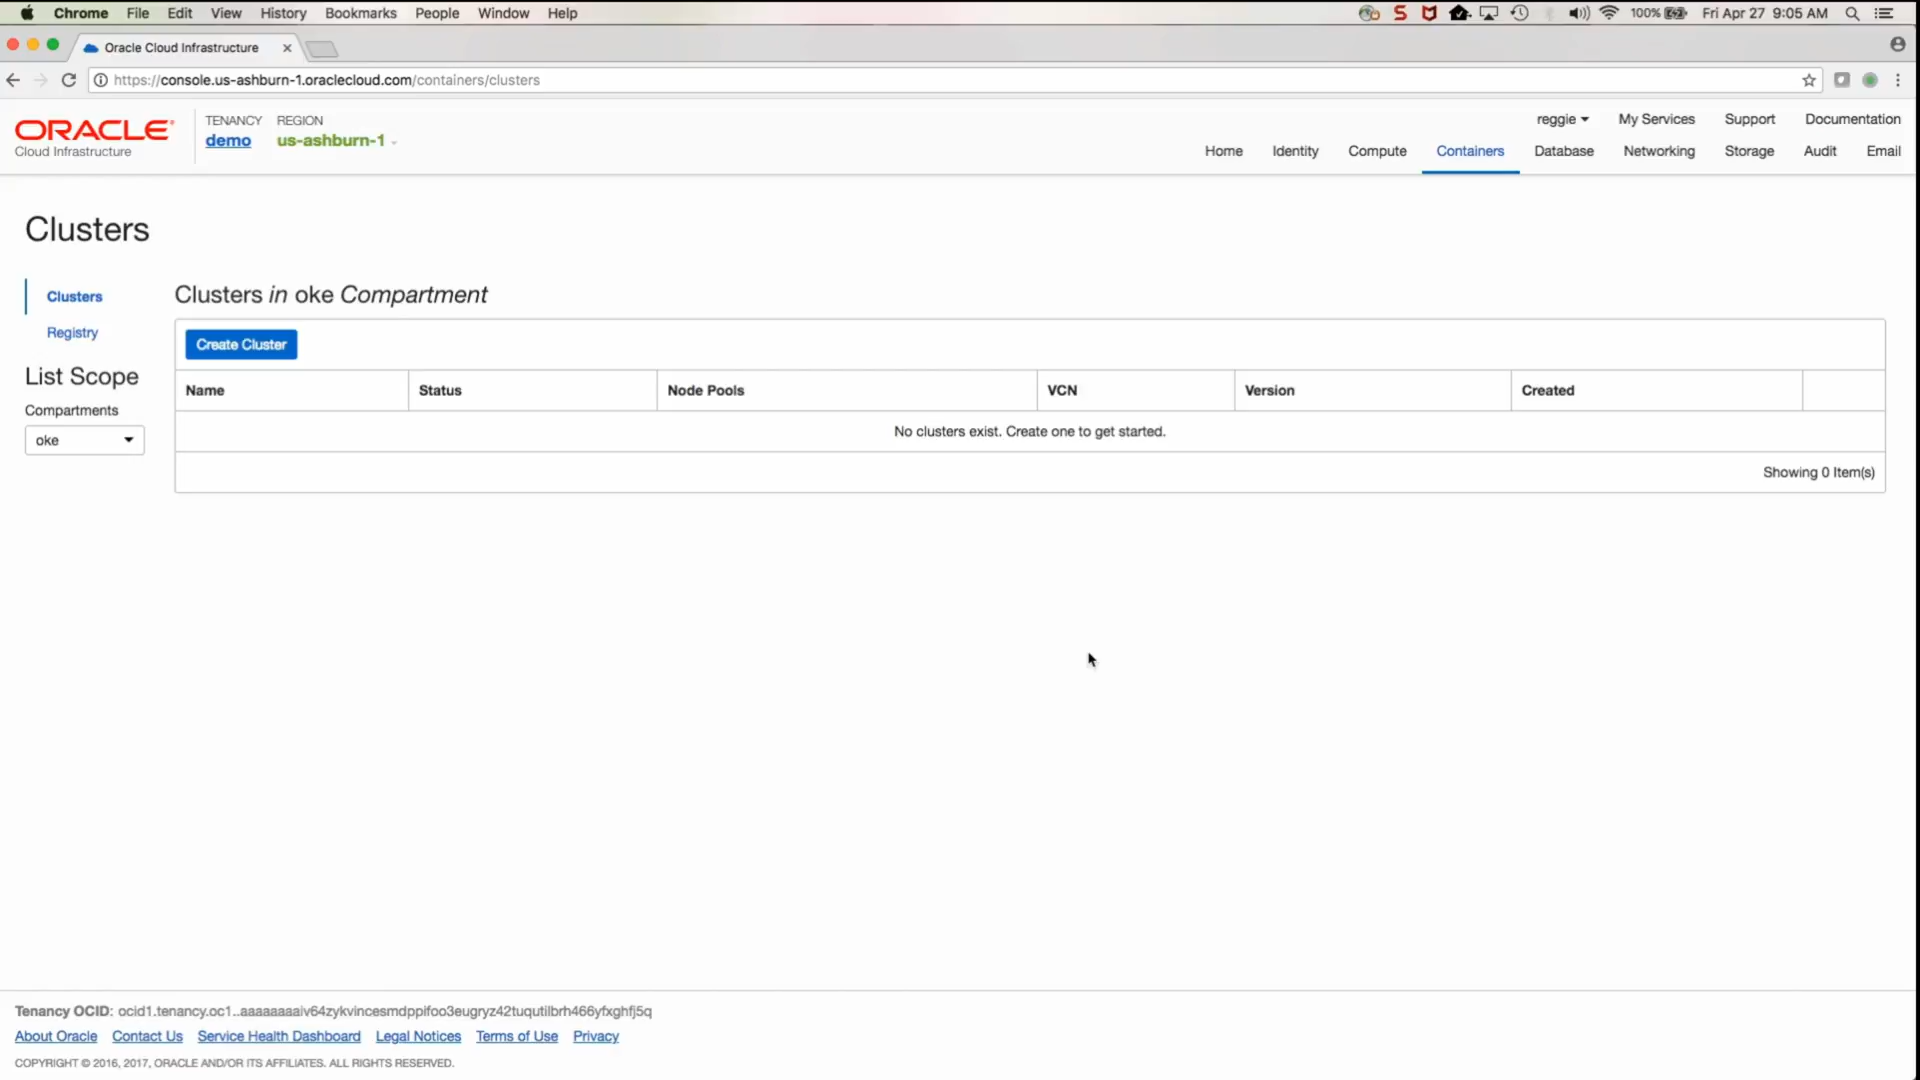 Chrome File Edit View History Bookmarks People Window Help 100% Fri Apr 27 9:05 AM
Oracle Cloud Infrastructure
https://console.us-ashburn-1.oraclecloud.com/containers/clusters
ORACLE
Cloud Infrastructure
TENANCY
demo
REGION
us-ashburn-1
reggie My Services Support Documentation
Home Identity Compute Containers Database Networking Storage Audit Email
Clusters
Clusters
Registry
List Scope
Compartments
oke
Clusters in oke Compartment
Create Cluster
Name Status Node Pools VCN Version Created
No clusters exist. Create one to get started.
Showing 0 Item(s)
Tenancy OCID: ocid1.tenancy.oc1..aaaaaaaaiv64zykvincesmdppifoo3eugryz42tuqutilbrh466yfxghfj5q
About Oracle Contact Us Service Health Dashboard Legal Notices Terms of Use Privacy
COPYRIGHT © 2016, 2017, ORACLE AND/OR ITS AFFILIATES. ALL RIGHTS RESERVED.